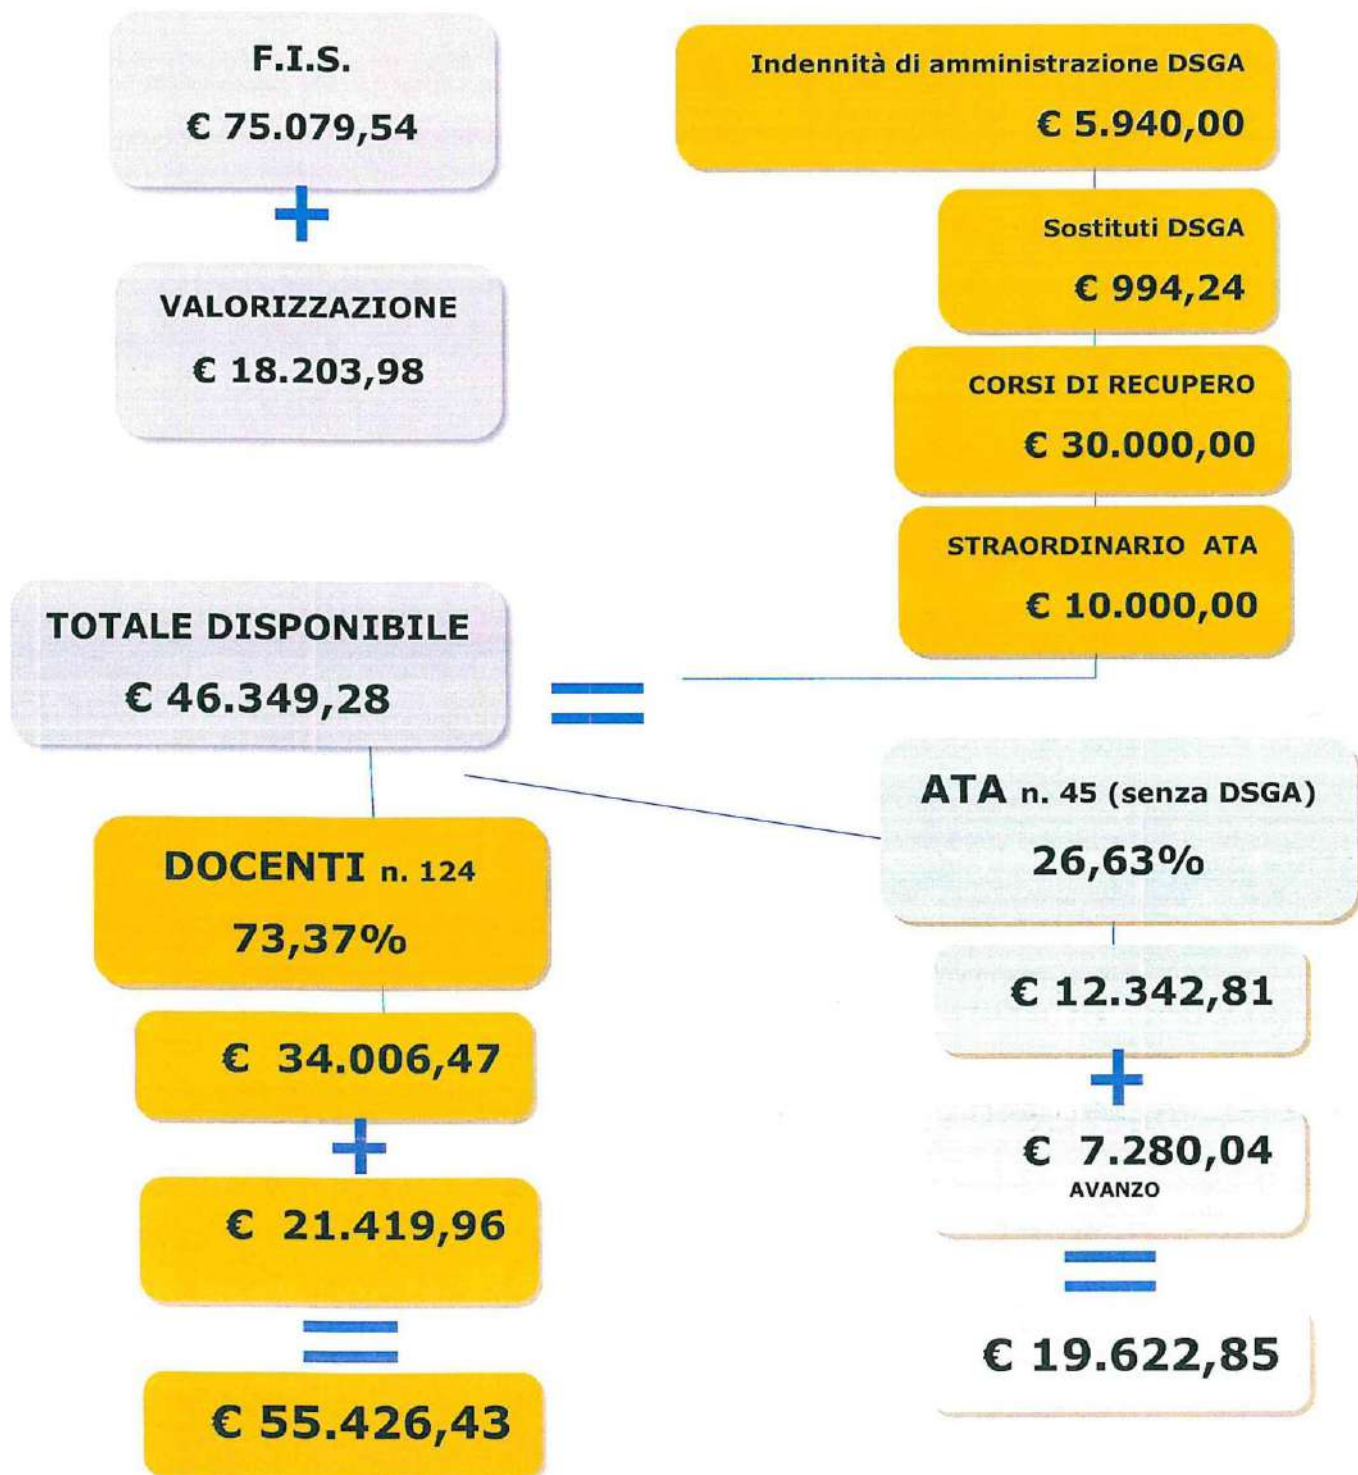 F.I.S.
€ 75.079,54
+
VALORIZZAZIONE
€ 18.203,98
Indennità di amministrazione DSGA
€ 5.940,00
Sostituti DSGA
€ 994,24
CORSI DI RECUPERO
€ 30.000,00
STRAORDINARIO ATA
€ 10.000,00
TOTALE DISPONIBILE
€ 46.349,28
=
DOCENTI n. 124
73,37%
€ 34.006,47
+
€ 21.419,96
=
€ 55.426,43
ATA n. 45 (senza DSGA)
26,63%
€ 12.342,81
+
€ 7.280,04
AVANZO
=
€ 19.622,85